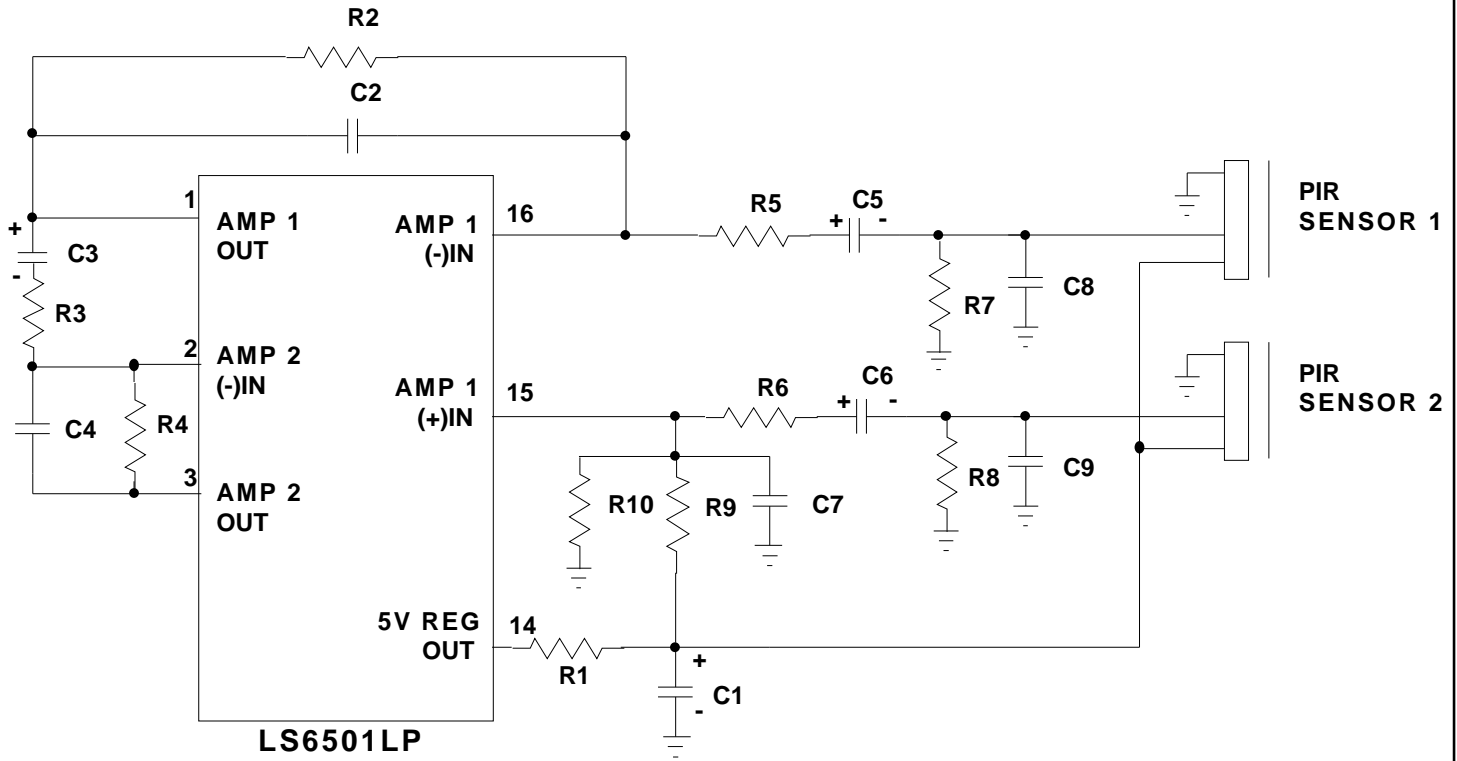 R2
C2
1
AMP 1
OUT
AMP 1
(-)IN
16
R5
C5
+
-
PIR
SENSOR 1
+
C3
-
R3
R7
C8
2
AMP 2
(-)IN
AMP 1
(+)IN
15
R6
C6
+
-
PIR
SENSOR 2
C4
R4
R8
C9
3
AMP 2
OUT
R10
R9
C7
5V REG
OUT
14
R1
+
C1
-
LS6501LP